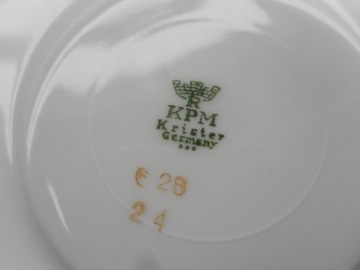 R
KPM
Krister
Germany
E 28
24